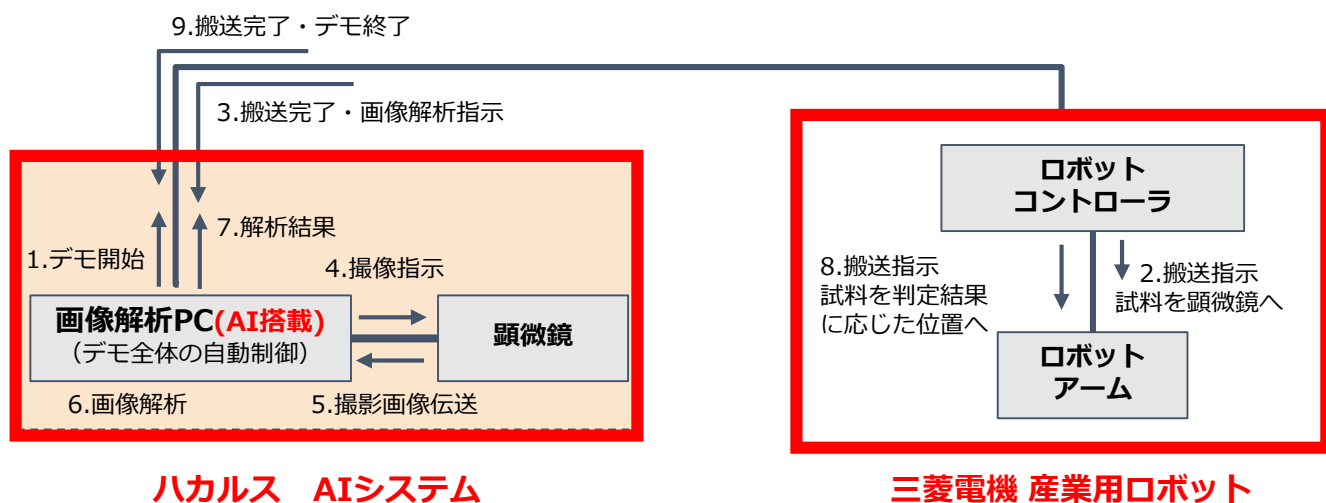 9.搬送完了・デモ終了
3.搬送完了・画像解析指示
7.解析結果
1.デモ開始
4.撮像指示
画像解析PC(AI搭載)
（デモ全体の自動制御）
顕微鏡
6.画像解析
5.撮影画像伝送
ハカルス　AIシステム
ロボット
コントローラ
8.搬送指示
試料を判定結果
に応じた位置へ
2.搬送指示
試料を顕微鏡へ
ロボット
アーム
三菱電機 産業用ロボット